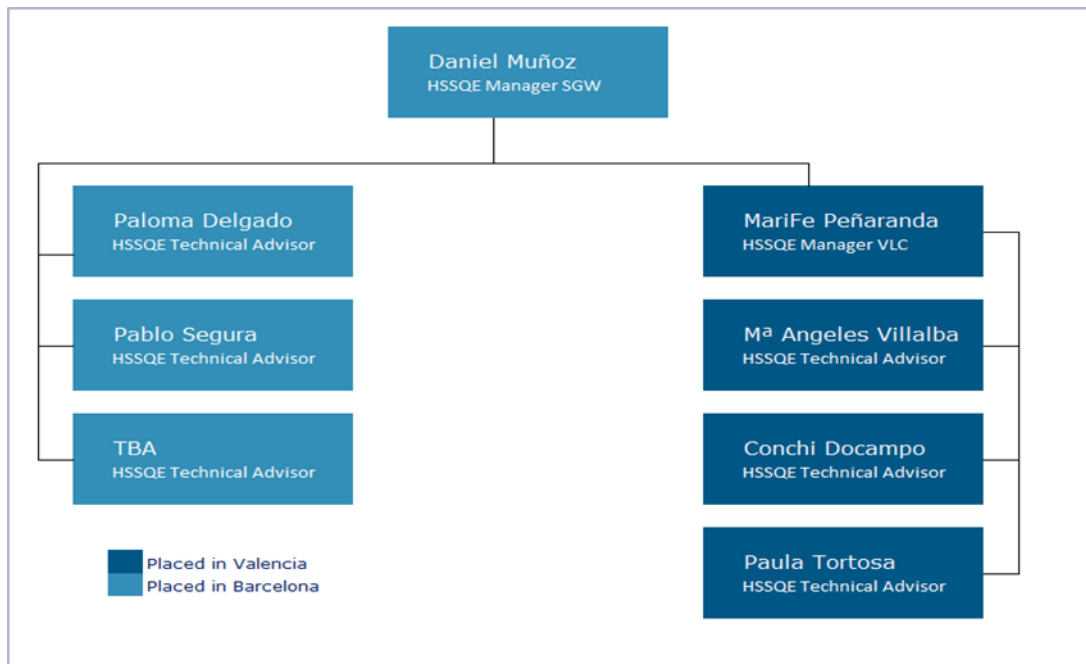 Daniel Muñoz
HSSQE Manager SGW
Paloma Delgado
HSSQE Technical Advisor
Pablo Segura
HSSQE Technical Advisor
TBA
HSSQE Technical Advisor
MariFe Peñaranda
HSSQE Manager VLC
Mª Angeles Villalba
HSSQE Technical Advisor
Conchi Docampo
HSSQE Technical Advisor
Paula Tortosa
HSSQE Technical Advisor
Placed in Valencia
Placed in Barcelona